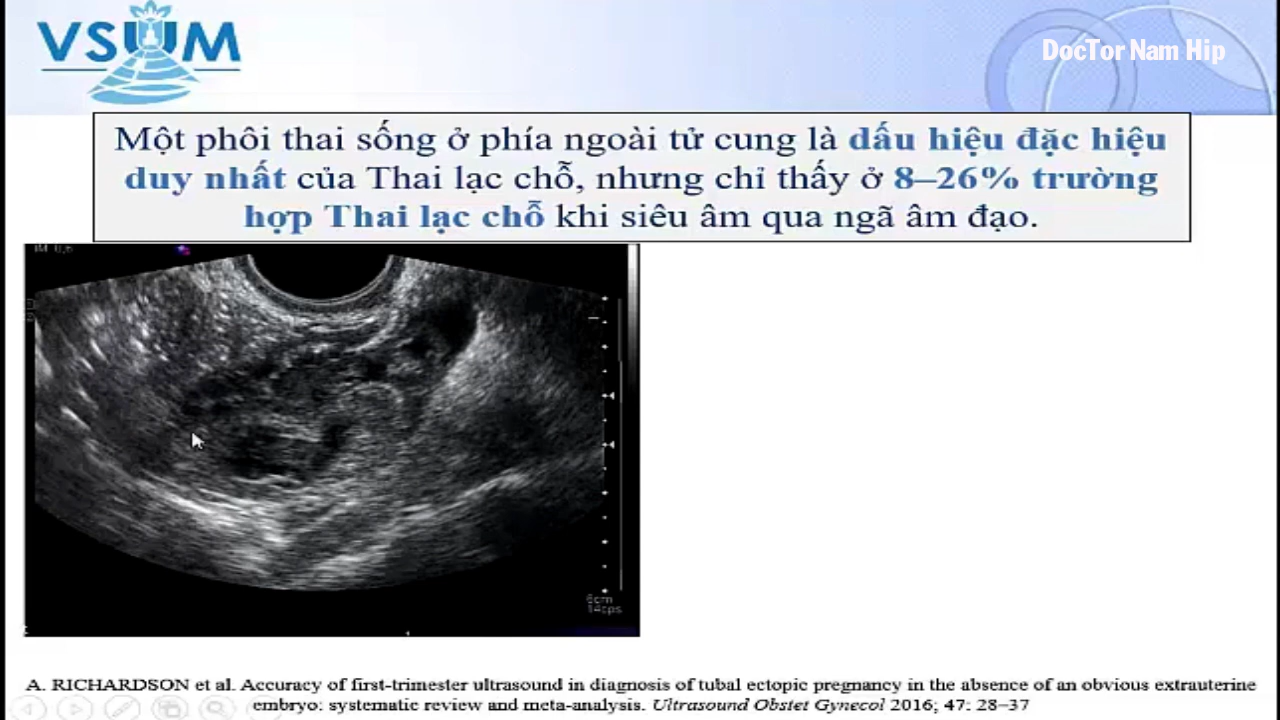 VSUM
DocTor Nam Hip
Một phôi thai sống ở phía ngoài tử cung là dấu hiệu đặc hiệu
duy nhất của Thai lạc chỗ, nhưng chỉ thấy ở 8–26% trường
hợp Thai lạc chỗ khi siêu âm qua ngã âm đạo.
6cm
14cps
A. RICHARDSON et al. Accuracy of first-trimester ultrasound in diagnosis of tubal ectopic pregnancy in the absence of an obvious extrauterine
embryo: systematic review and meta-analysis. Ultrasound Obstet Gynecol 2016; 47: 28–37